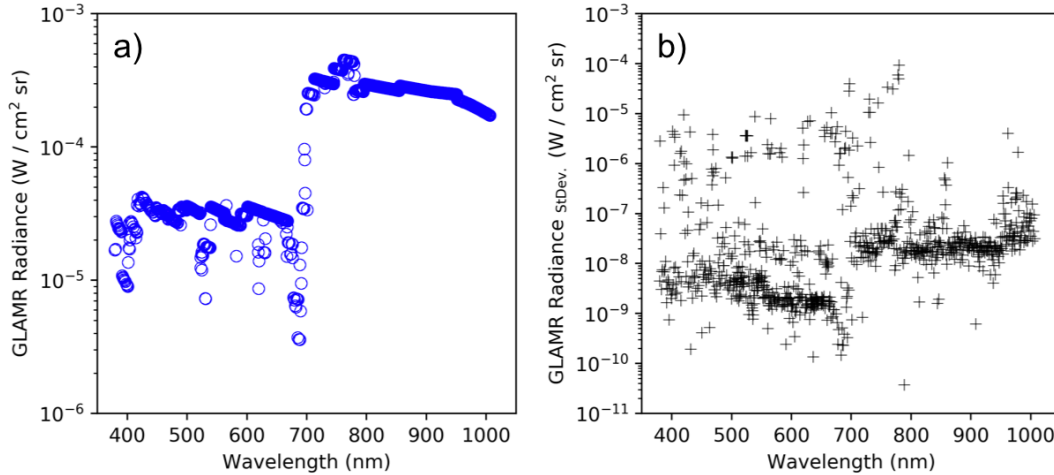 a)
10⁻³
10⁻⁴
10⁻⁵
10⁻⁶
GLAMR Radiance (W / cm² sr)
400 500 600 700 800 900 1000
Wavelength (nm)
b)
10⁻³
10⁻⁴
10⁻⁵
10⁻⁶
10⁻⁷
10⁻⁸
10⁻⁹
10⁻¹⁰
10⁻¹¹
GLAMR Radiance StDev. (W / cm² sr)
400 500 600 700 800 900 1000
Wavelength (nm)